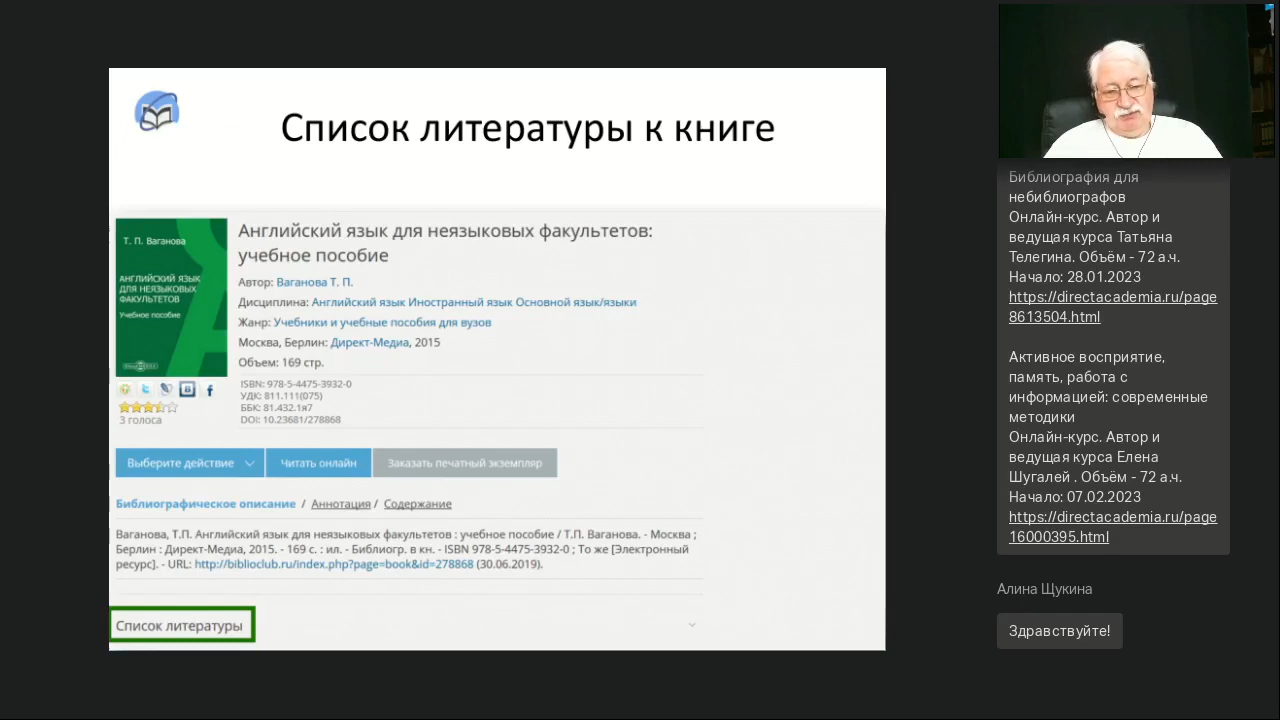 Список литературы к книге
Т. П. Ваганова
АНГЛИЙСКИЙ ЯЗЫК
ДЛЯ НЕЯЗЫКОВЫХ
ФАКУЛЬТЕТОВ
Учебное пособие
3 голоса
Английский язык для неязыковых факультетов:
учебное пособие
Автор: Ваганова Т. П.
Дисциплина: Английский язык Иностранный язык Основной язык/языки
Жанр: Учебники и учебные пособия для вузов
Москва, Берлин: Директ-Медиа, 2015
Объем: 169 стр.
ISBN: 978-5-4475-3932-0
УДК: 811.111(075)
ББК: 81.432.1я7
DOI: 10.23681/278868
Выберите действие
Читать онлайн
Заказать печатный экземпляр
Библиографическое описание / Аннотация / Содержание
Ваганова, Т.П. Английский язык для неязыковых факультетов : учебное пособие / Т.П. Ваганова. - Москва ;
Берлин : Директ-Медиа, 2015. - 169 с. : ил. - Библиогр. в кн. - ISBN 978-5-4475-3932-0 ; То же [Электронный
ресурс]. - URL: http://biblioclub.ru/index.php?page=book&id=278868 (30.06.2019).
Список литературы
Библиография для
небиблиографов
Онлайн-курс. Автор и
ведущая курса Татьяна
Телегина. Объём - 72 а.ч.
Начало: 28.01.2023
https://directacademia.ru/page
8613504.html
Активное восприятие,
память, работа с
информацией: современные
методики
Онлайн-курс. Автор и
ведущая курса Елена
Шугалей . Объём - 72 а.ч.
Начало: 07.02.2023
https://directacademia.ru/page
16000395.html
Алина Щукина
Здравствуйте!